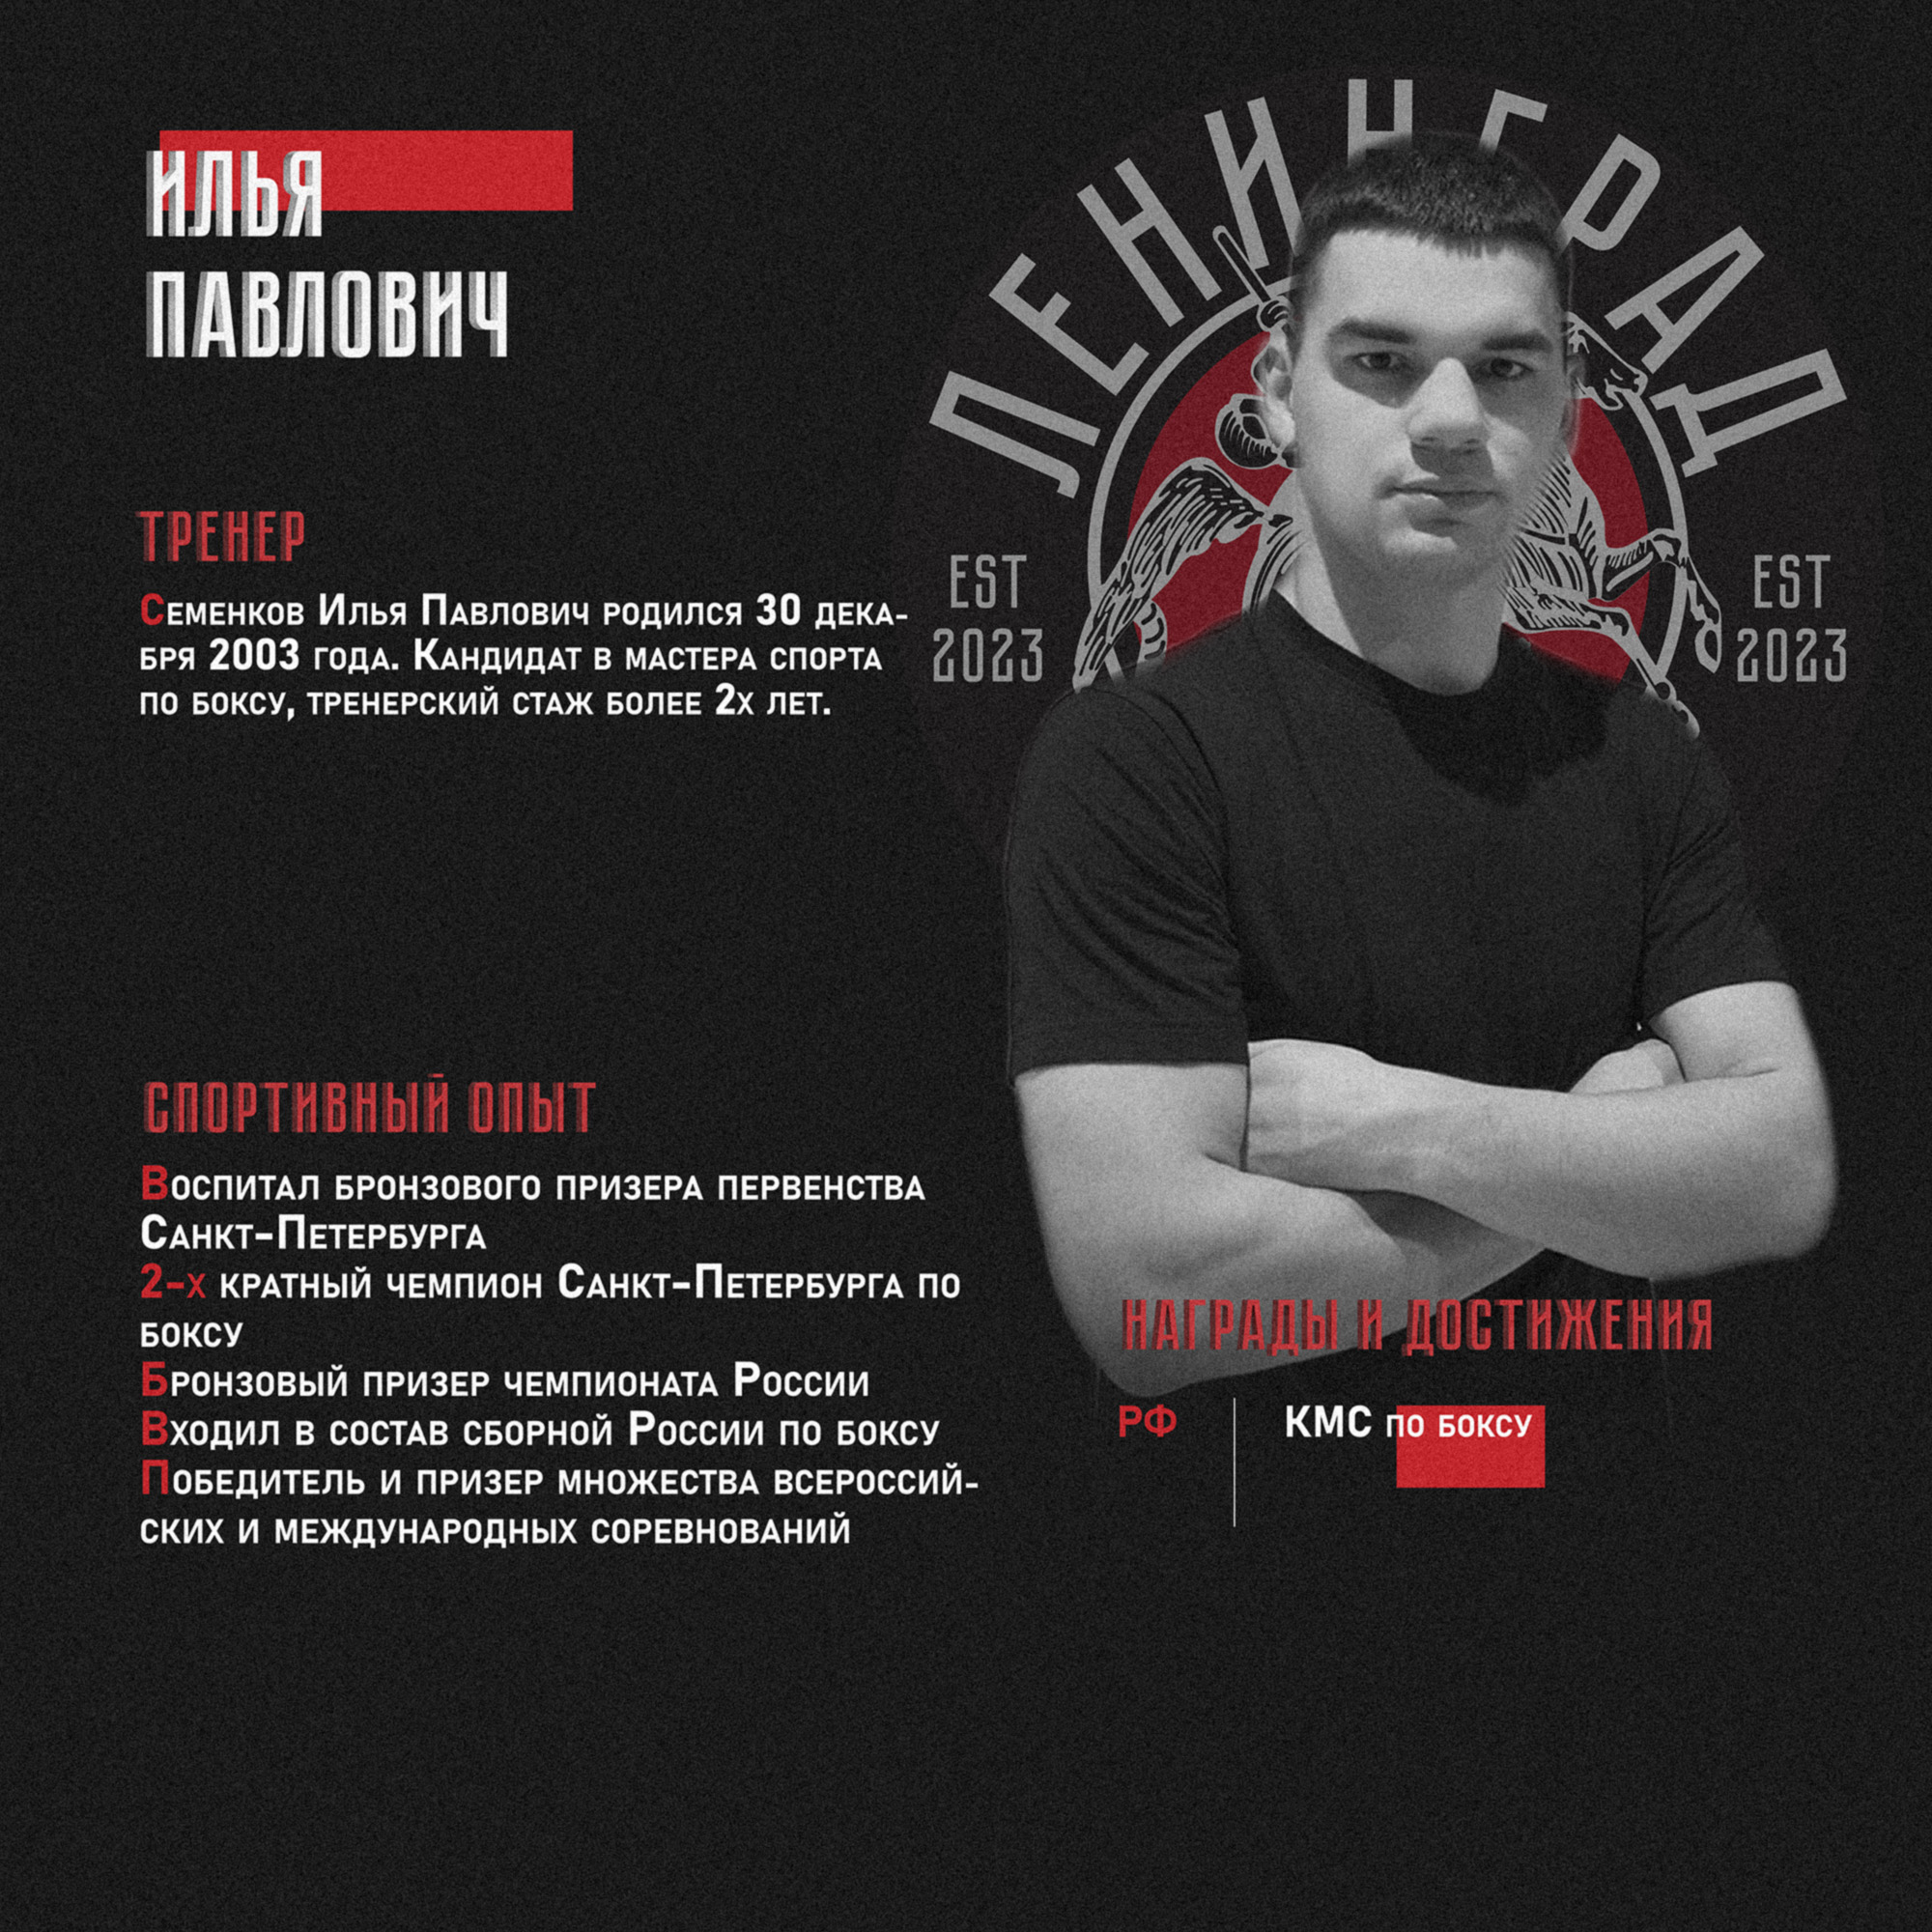 ИЛЬЯ
ПАВЛОВИЧ
ЛЕНИНГРАД
EST
2023
EST
2023
ТРЕНЕР
Семенков Илья Павлович родился 30 дека-
бря 2003 года. Кандидат в мастера спорта
по боксу, тренерский стаж более 2х лет.
СПОРТИВНЫЙ ОПЫТ
Воспитал бронзового призера первенства
Санкт-Петербурга
2-х кратный чемпион Санкт-Петербурга по
боксу
Бронзовый призер чемпионата России
Входил в состав сборной России по боксу
Победитель и призер множества всероссий-
ских и международных соревнований
НАГРАДЫ И ДОСТИЖЕНИЯ
РФ
КМС по боксу